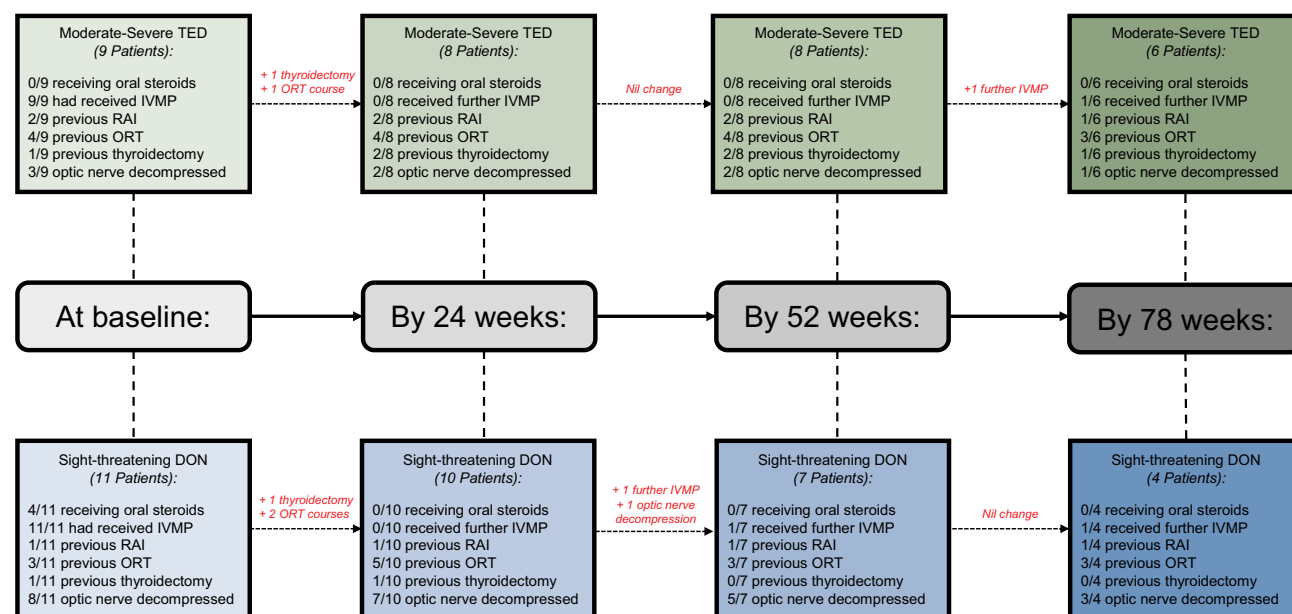 Moderate-Severe TED
(9 Patients):
0/9 receiving oral steroids
9/9 had received IVMP
2/9 previous RAI
4/9 previous ORT
1/9 previous thyroidectomy
3/9 optic nerve decompressed
+ 1 thyroidectomy
+ 1 ORT course
Moderate-Severe TED
(8 Patients):
0/8 receiving oral steroids
0/8 received further IVMP
2/8 previous RAI
4/8 previous ORT
2/8 previous thyroidectomy
2/8 optic nerve decompressed
Nil change
Moderate-Severe TED
(8 Patients):
0/8 receiving oral steroids
0/8 received further IVMP
2/8 previous RAI
4/8 previous ORT
2/8 previous thyroidectomy
2/8 optic nerve decompressed
+1 further IVMP
Moderate-Severe TED
(6 Patients):
0/6 receiving oral steroids
1/6 received further IVMP
1/6 previous RAI
3/6 previous ORT
1/6 previous thyroidectomy
1/6 optic nerve decompressed
At baseline:
By 24 weeks:
By 52 weeks:
By 78 weeks:
Sight-threatening DON
(11 Patients):
4/11 receiving oral steroids
11/11 had received IVMP
1/11 previous RAI
3/11 previous ORT
1/11 previous thyroidectomy
8/11 optic nerve decompressed
+ 1 thyroidectomy
+ 2 ORT courses
Sight-threatening DON
(10 Patients):
0/10 receiving oral steroids
0/10 received further IVMP
1/10 previous RAI
5/10 previous ORT
1/10 previous thyroidectomy
7/10 optic nerve decompressed
+ 1 further IVMP
+ 1 optic nerve
decompression
Sight-threatening DON
(7 Patients):
0/7 receiving oral steroids
1/7 received further IVMP
1/7 previous RAI
3/7 previous ORT
0/7 previous thyroidectomy
5/7 optic nerve decompressed
Nil change
Sight-threatening DON
(4 Patients):
0/4 receiving oral steroids
1/4 received further IVMP
1/4 previous RAI
3/4 previous ORT
0/4 previous thyroidectomy
3/4 optic nerve decompressed